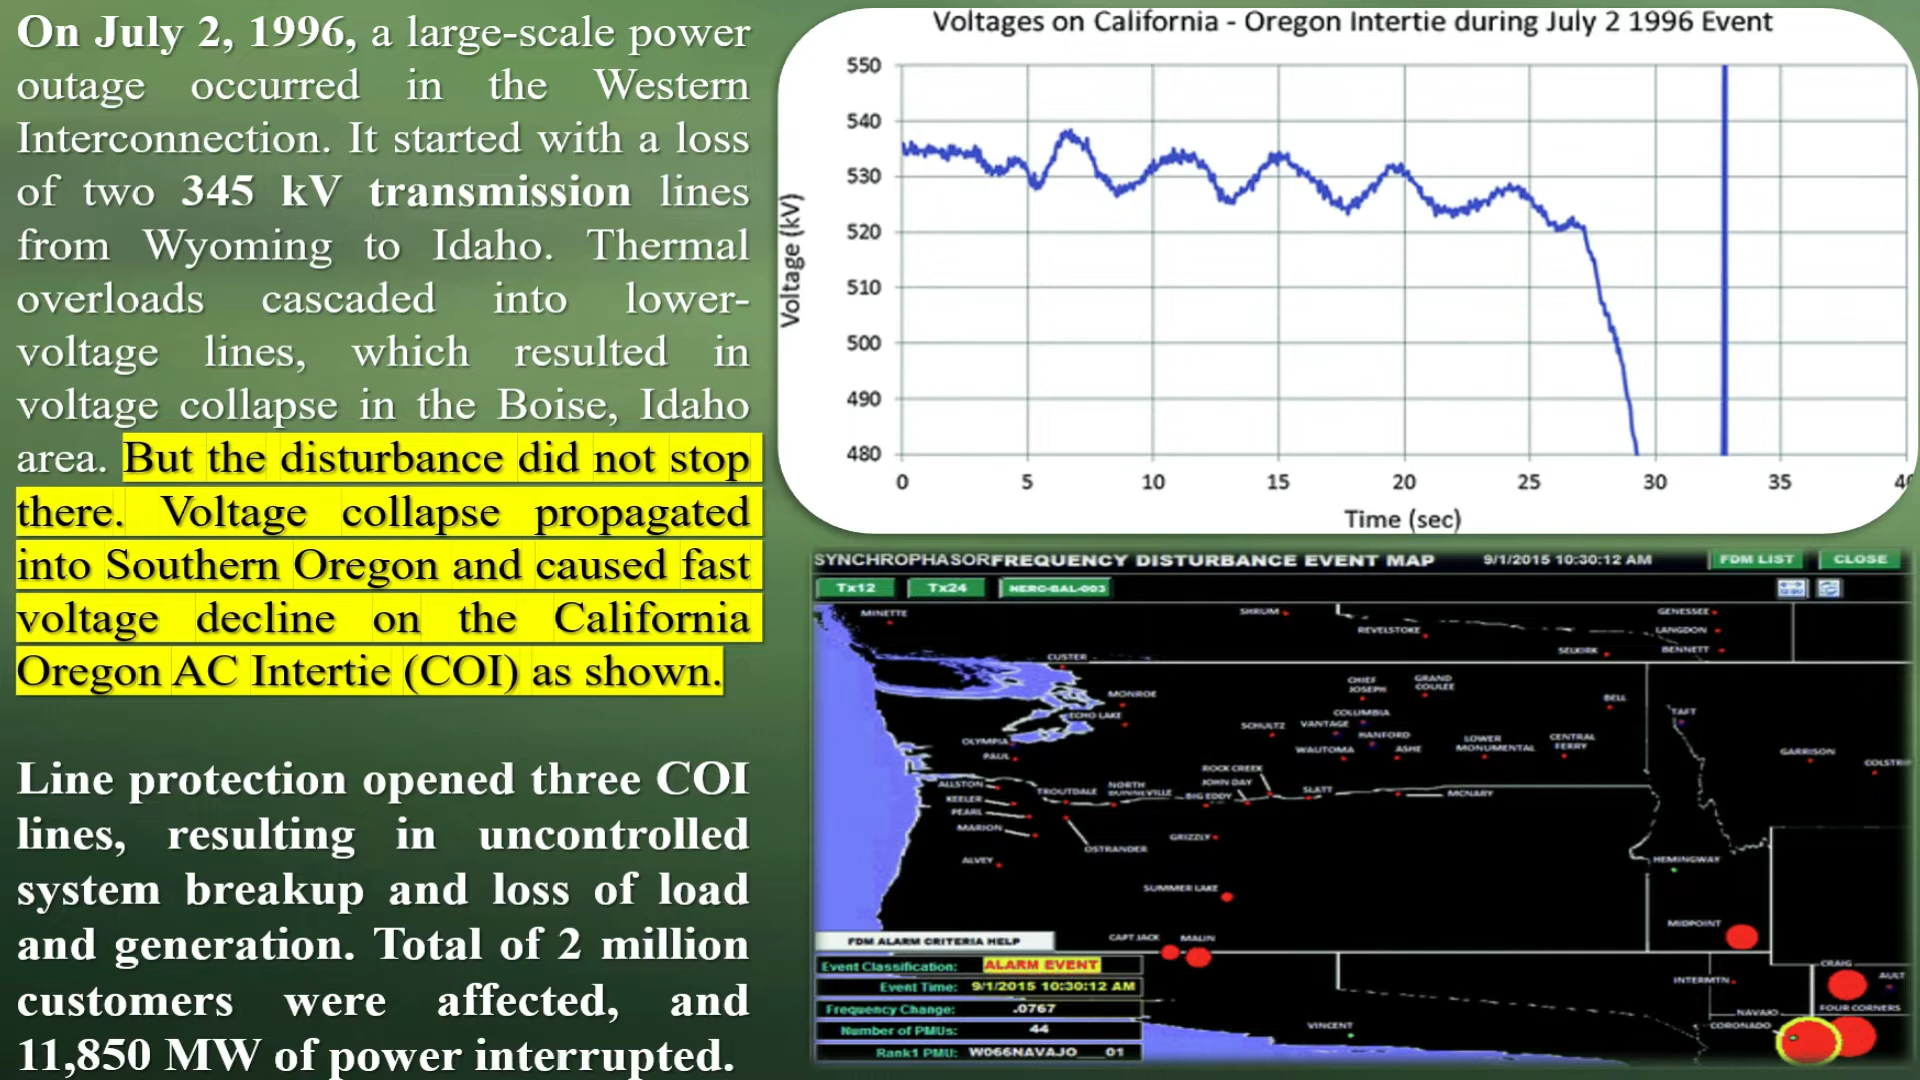 On July 2, 1996, a large-scale power
outage occurred in the Western
Interconnection. It started with a loss
of two 345 kV transmission lines
from Wyoming to Idaho. Thermal
overloads cascaded into lower-
voltage lines, which resulted in
voltage collapse in the Boise, Idaho
area. But the disturbance did not stop
there. Voltage collapse propagated
into Southern Oregon and caused fast
voltage decline on the California
Oregon AC Intertie (COI) as shown.
Line protection opened three COI
lines, resulting in uncontrolled
system breakup and loss of load
and generation. Total of 2 million
customers were affected, and
11,850 MW of power interrupted.
Voltages on California - Oregon Intertie during July 2 1996 Event
Voltage (kV)
550
540
530
520
510
500
490
480
0 5 10 15 20 25 30 35 40
Time (sec)
SYNCHROPHASOR FREQUENCY DISTURBANCE EVENT MAP 9/1/2015 10:30:12 AM FDM LIST CLOSE
Tx12 Tx24 NERC-BAL-003
MINETTE SHRUM GENESSEE
REVELSTOKE LANGDON
SELKIRK BENNETT
CUSTER
MONROE CHIEF JOSEPH GRAND COULEE
BELL
ECHO LAKE COLUMBIA TAFT
SCHULTZ VANTAGE
OLYMPIA HANFORD LOWER MONUMENTAL CENTRAL FERRY
WAUTOMA ASHE GARRISON
PAUL
ROCK CREEK COLSTRIP
ALLSTON JOHN DAY
TROUTDALE NORTH BONNEVILLE BIG EDDY SLATT MCNARY
KEELER
PEARL
MARION
OSTRANDER GRIZZLY
ALVEY HEMINGWAY
SUMMER LAKE
MIDPOINT
CAPT JACK MALIN
FDM ALARM CRITERIA HELP
Event Classification: ALARM EVENT
Event Time: 9/1/2015 10:30:12 AM
Frequency Change: .0767
Number of PMUs: 44
Rank1 PMU: W066NAVAJO__01
CRAIG
INTERMTN AULT
FOUR CORNERS
NAVAJO
VINCENT CORONADO